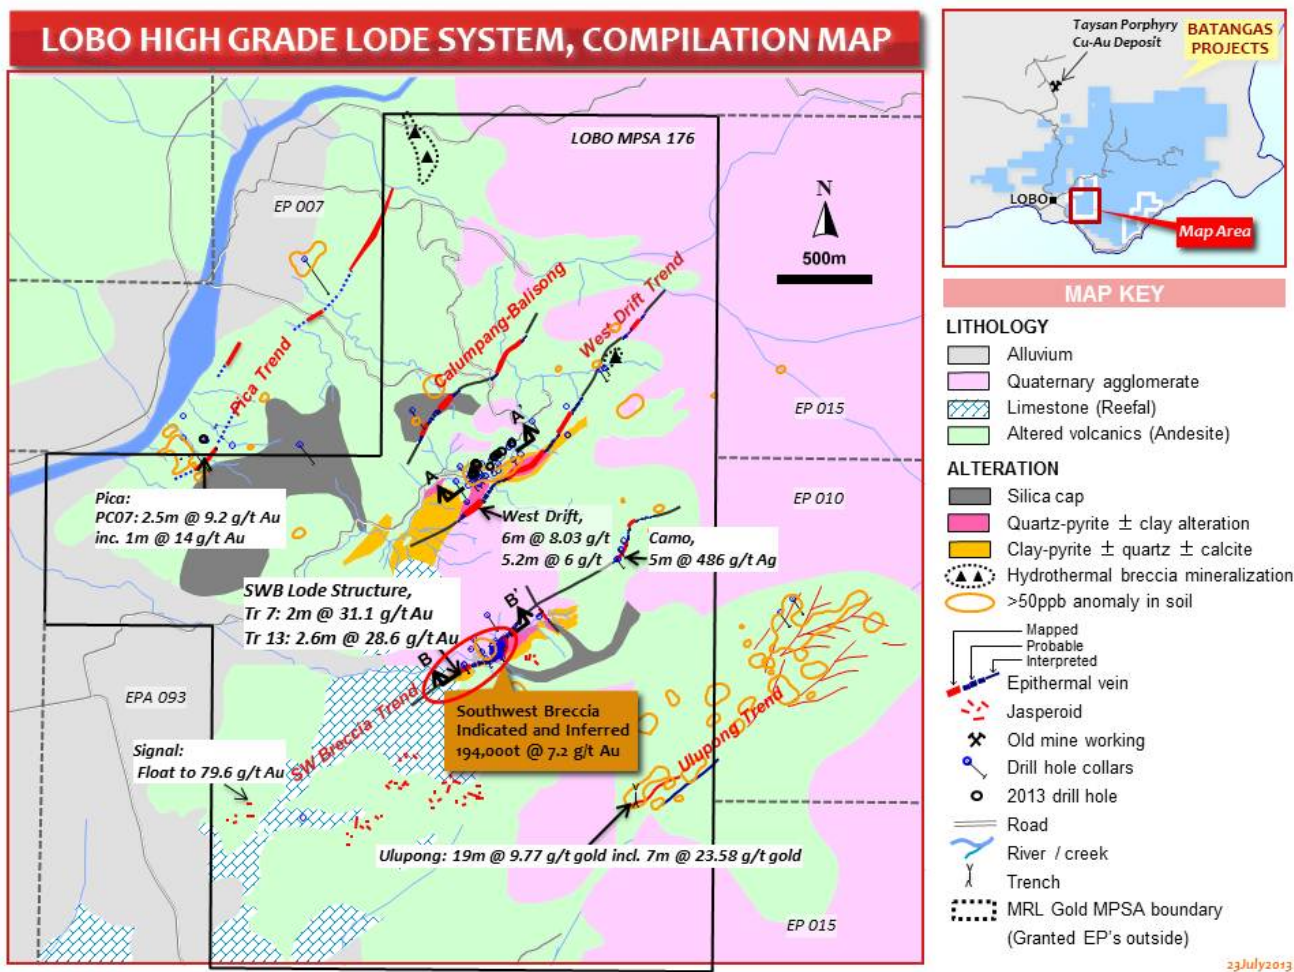 LOBO HIGH GRADE LODE SYSTEM, COMPILATION MAP
LOBO MPSA 176
EP 007
N
500m
Pica Trend
Calumpang-Balisong
West Drift Trend
EP 015
A'
A
EP 010
Pica:
PC07: 2.5m @ 9.2 g/t Au
inc. 1m @ 14 g/t Au
West Drift,
6m @ 8.03 g/t
5.2m @ 6 g/t
Camo,
5m @ 486 g/t Ag
SWB Lode Structure,
Tr 7: 2m @ 31.1 g/t Au
Tr 13: 2.6m @ 28.6 g/t Au
B'
B
EPA 093
SW Breccia Trend
Southwest Breccia
Indicated and Inferred
194,000t @ 7.2 g/t Au
Ulupong Trend
Signal:
Float to 79.6 g/t Au
Ulupong: 19m @ 9.77 g/t gold incl. 7m @ 23.58 g/t gold
EP 015
Taysan Porphyry
Cu-Au Deposit
BATANGAS
PROJECTS
LOBO
Map Area
MAP KEY
LITHOLOGY
Alluvium
Quaternary agglomerate
Limestone (Reefal)
Altered volcanics (Andesite)
ALTERATION
Silica cap
Quartz-pyrite ± clay alteration
Clay-pyrite ± quartz ± calcite
Hydrothermal breccia mineralization
>50ppb anomaly in soil
Mapped
Probable
Interpreted
Epithermal vein
Jasperoid
Old mine working
Drill hole collars
2013 drill hole
Road
River / creek
Trench
MRL Gold MPSA boundary
(Granted EP's outside)
23July2013